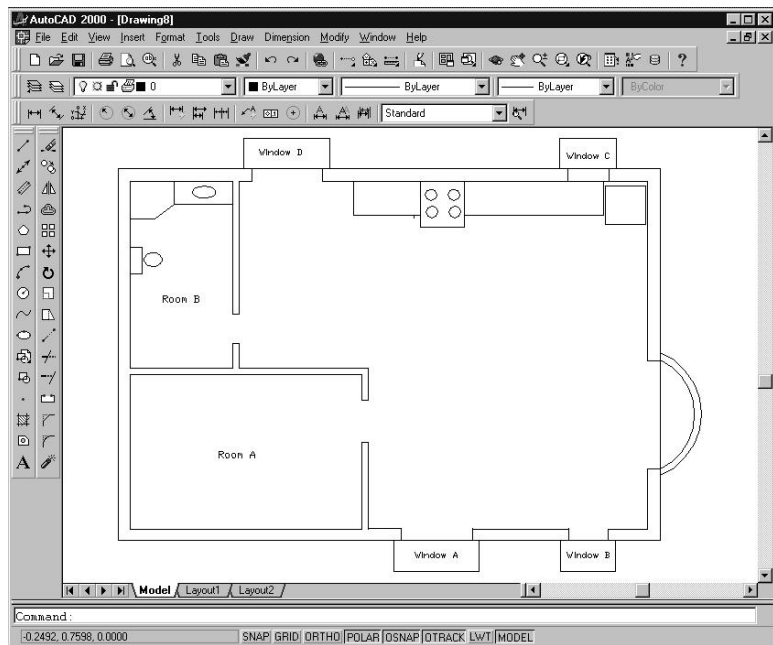 AutoCAD 2000 - [Drawing8]
File Edit View Insert Format Tools Draw Dimension Modify Window Help
0 ByLayer ByLayer ByLayer ByColor
Standard
Window D
Window C
Room B
Room A
Window A
Window B
Model Layout1 Layout2
Command:
-0.2492, 0.7598, 0.0000 SNAP GRID ORTHO POLAR OSNAP OTRACK LWT MODEL